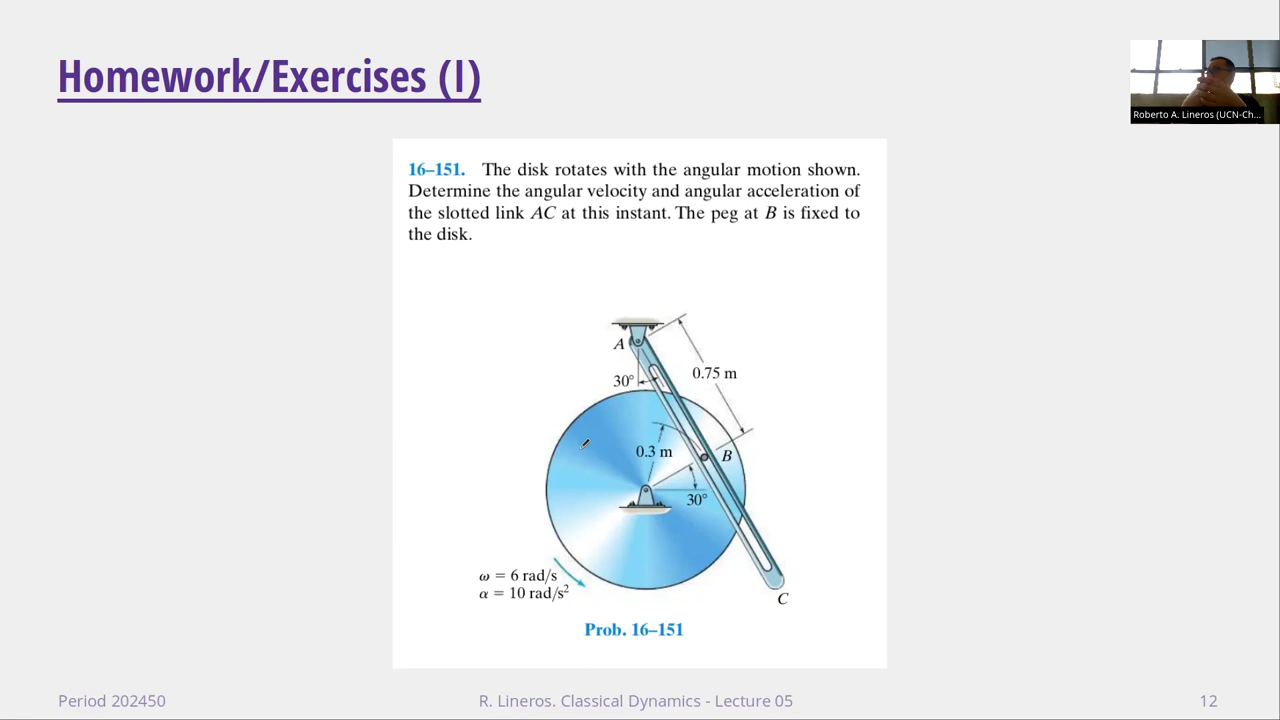 Homework/Exercises (I)
Roberto A. Lineros (UCN-Ch...
16–151. The disk rotates with the angular motion shown.
Determine the angular velocity and angular acceleration of
the slotted link AC at this instant. The peg at B is fixed to
the disk.
A
0.75 m
30°
0.3 m
B
30°
ω = 6 rad/s
α = 10 rad/s²
C
Prob. 16–151
Period 202450
R. Lineros. Classical Dynamics - Lecture 05
12